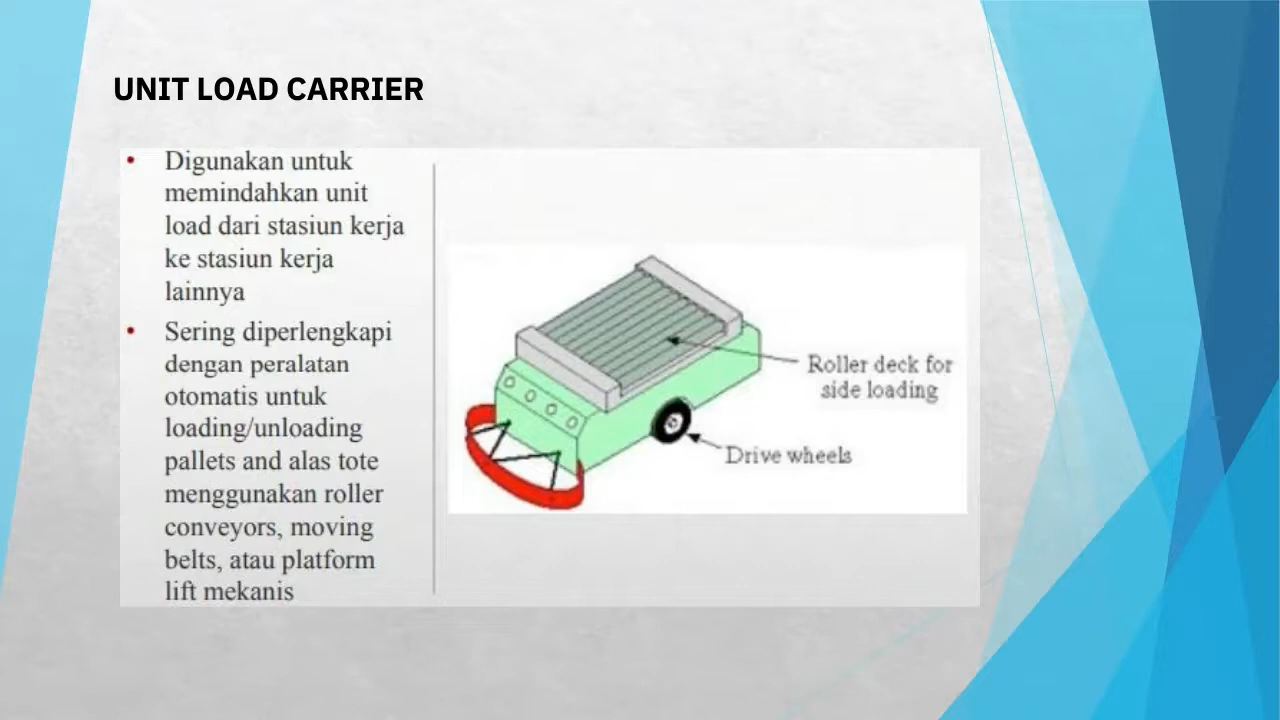 UNIT LOAD CARRIER
• Digunakan untuk
memindahkan unit
load dari stasiun kerja
ke stasiun kerja
lainnya
• Sering diperlengkapi
dengan peralatan
otomatis untuk
loading/unloading
pallets and alas tote
menggunakan roller
conveyors, moving
belts, atau platform
lift mekanis
Roller deck for
side loading
Drive wheels